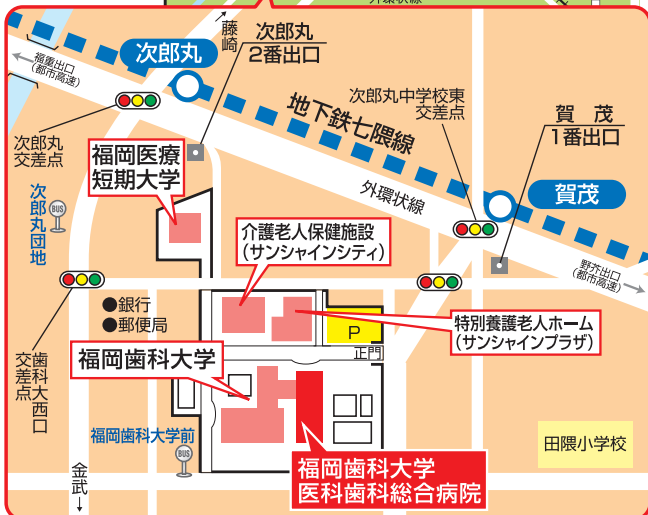 外環状線
藤崎
次郎丸
2番出口
次郎丸
福重出口
(都市高速)
地下鉄七隈線
次郎丸中学校東
交差点
賀茂
1番出口
次郎丸
交差点
福岡医療
短期大学
外環状線
賀茂
次郎丸団地
BUS
介護老人保健施設
(サンシャインシティ)
野芥出口
(都市高速)
●銀行
●郵便局
P
特別養護老人ホーム
(サンシャインプラザ)
正門
福岡歯科大学
歯科大西口
交差点
福岡歯科大学前
BUS
田隈小学校
金武
福岡歯科大学
医科歯科総合病院